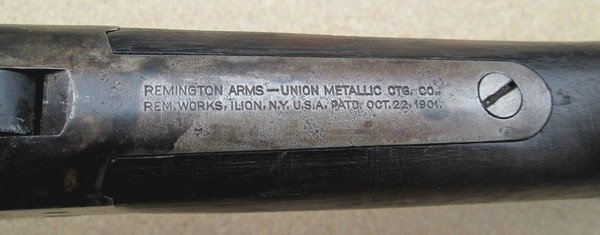 REMINGTON ARMS—UNION METALLIC CTG. CO.
REM. WORKS, ILION, N.Y. U.S.A. PATD. OCT. 22, 1901.